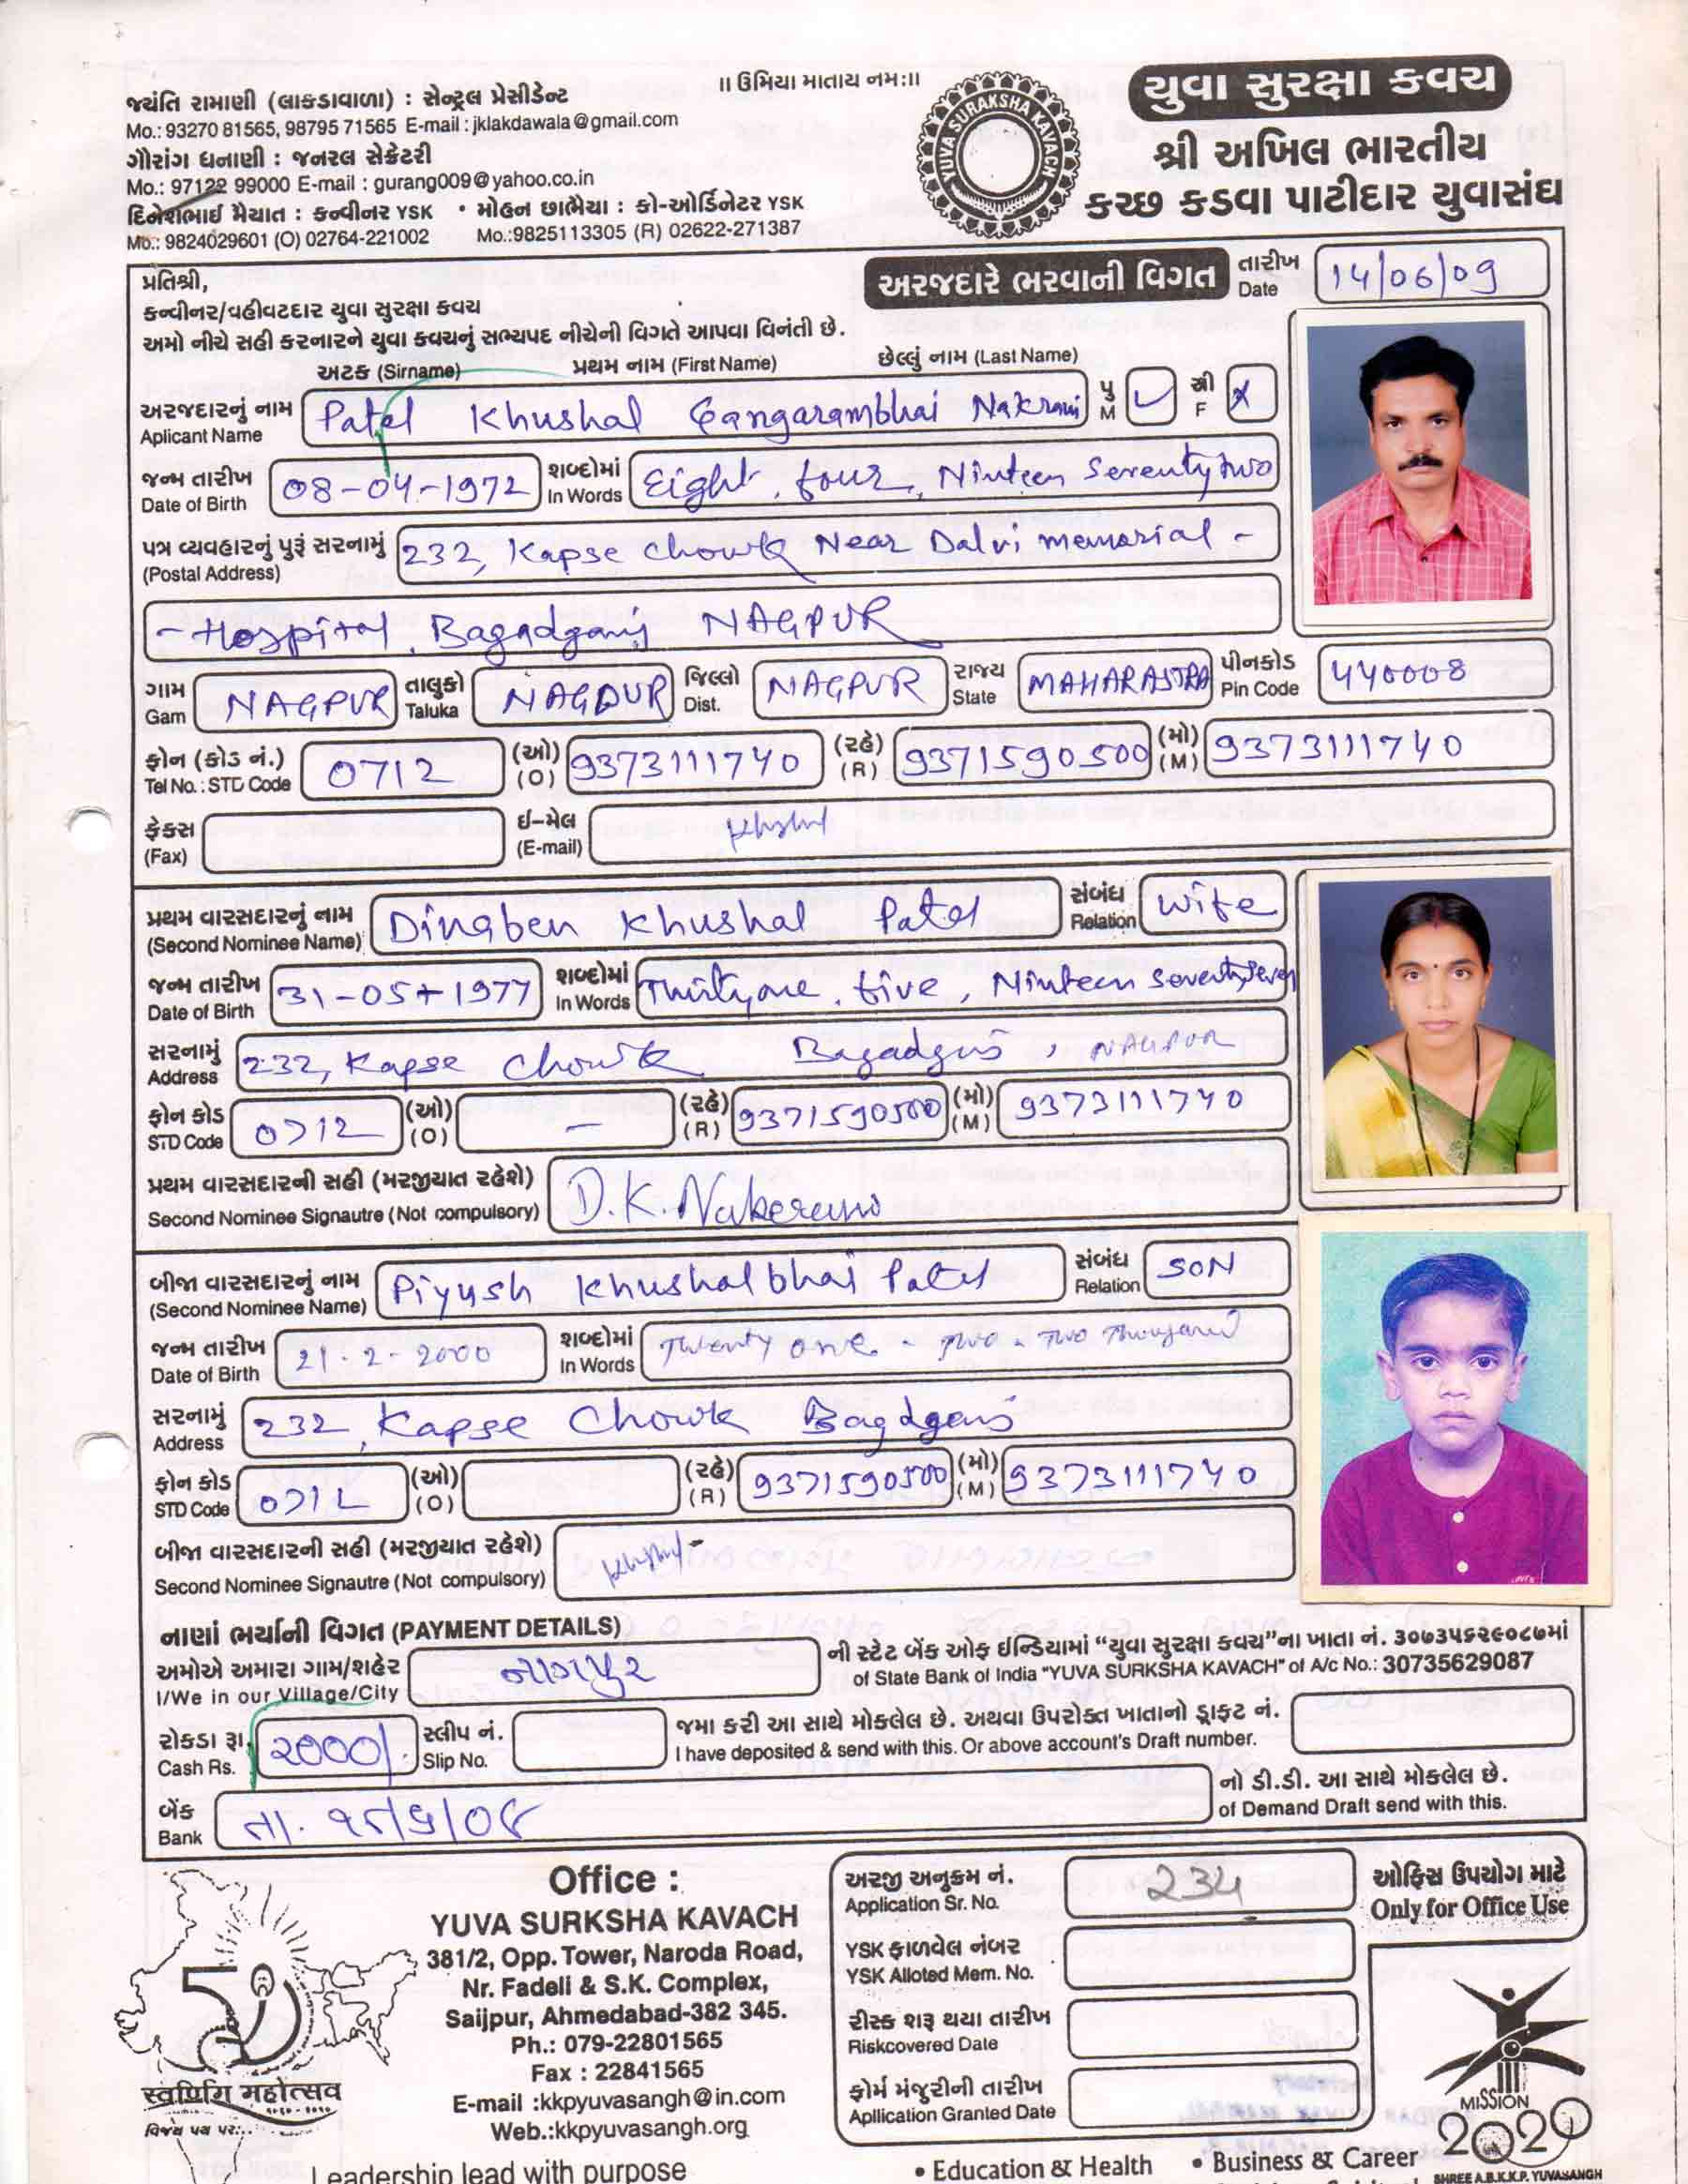 ॥ ઉમિયા માતાય નમઃ॥
જયંતિ રામાણી (લાકડાવાળા) : સેન્ટ્રલ પ્રેસીડેન્ટ
Mo.: 93270 81565, 98795 71565 E-mail : jklakdawala@gmail.com
ગૌરાંગ ધનાણી : જનરલ સેક્રેટરી
Mo.: 97122 99000 E-mail : gurang009@yahoo.co.in
દિનેશભાઈ મૈયાત : કન્વીનર YSK • મોહન છાભૈયા : કો-ઓર્ડિનેટર YSK
Mo.: 9824029601 (O) 02764-221002 Mo.:9825113305 (R) 02622-271387
YUVA SURAKSHA KAVACH
યુવા સુરક્ષા કવચ
શ્રી અખિલ ભારતીય
કચ્છ કડવા પાટીદાર યુવાસંઘ
પ્રતિશ્રી,
અરજદારે ભરવાની વિગત તારીખ Date 14/06/09
કન્વીનર/વહીવટદાર યુવા સુરક્ષા કવચ
અમો નીચે સહી કરનારને યુવા કવચનું સભ્યપદ નીચેની વિગતે આપવા વિનંતી છે.
અટક (Sirname) પ્રથમ નામ (First Name) છેલ્લું નામ (Last Name)
અરજદારનું નામ Aplicant Name Patel Khushal Gangarambhai Nakrani પુ M ✓ સ્રી F X
જન્મ તારીખ Date of Birth 08-04-1972 શબ્દોમાં In Words Eight, four, Ninteen Seventy two
પત્ર વ્યવહારનું પુરૂં સરનામું (Postal Address) 232, Kapse Chowk Near Dalvi memorial -
- Hospital, Bagadganj NAGPUR
ગામ Gam NAGPUR તાલુકો Taluka NAGPUR જિલ્લો Dist. NAGPUR રાજ્ય State MAHARASTRA પીનકોડ Pin Code 440008
ફોન (કોડ નં.) Tel No. : STD Code 0712 (ઓ) (O) 9373111740 (રહે) (R) 9371590500 (મો) (M) 9373111740
ફેકસ (Fax) ઈ-મેલ (E-mail)
પ્રથમ વારસદારનું નામ (Second Nominee Name) Dinaben Khushal Patel સંબંધ Relation Wife
જન્મ તારીખ Date of Birth 31-05-1977 શબ્દોમાં In Words Thirty one, five, Ninteen seventy seven
સરનામું Address 232, Kapse Chowk Bagadganj, NAGPUR
ફોન કોડ STD Code 0712 (ઓ) (O) — (રહે) (R) 9371590500 (મો) (M) 9373111740
પ્રથમ વારસદારની સહી (મરજીયાત રહેશે) Second Nominee Signautre (Not compulsory) D.K. Nakerani
બીજા વારસદારનું નામ (Second Nominee Name) Piyush Khushalbhai Patel સંબંધ Relation SON
જન્મ તારીખ Date of Birth 21-2-2000 શબ્દોમાં In Words Twenty one - Two - Two Thousand
સરનામું Address 232, Kapse Chowk Bagdganj
ફોન કોડ STD Code 0712 (ઓ) (O) (રહે) (R) 9371590500 (મો) (M) 9373111740
બીજા વારસદારની સહી (મરજીયાત રહેશે) Second Nominee Signautre (Not compulsory)
નાણાં ભર્યાની વિગત (PAYMENT DETAILS)
અમોએ અમારા ગામ/શહેર I/We in our Village/City નાગપુર ની સ્ટેટ બેંક ઓફ ઈન્ડિયામાં “યુવા સુરક્ષા કવચ”ના ખાતા નં. ૩૦૭૩૫૬૨૯૦૮૭માં
of State Bank of India "YUVA SURKSHA KAVACH" of A/c No.: 30735629087
રોકડા રૂા. Cash Rs. ૨૦૦૦/- સ્લીપ નં. Slip No. જમા કરી આ સાથે મોકલેલ છે. અથવા ઉપરોક્ત ખાતાનો ડ્રાફટ નં.
I have deposited & send with this. Or above account's Draft number.
બેંક Bank તા. ૧૮/૬/૦૯ નો ડી.ડી. આ સાથે મોકલેલ છે.
of Demand Draft send with this.
Office :
YUVA SURKSHA KAVACH
381/2, Opp. Tower, Naroda Road,
Nr. Fadeli & S.K. Complex,
Saijpur, Ahmedabad-382 345.
Ph.: 079-22801565
Fax : 22841565
E-mail :kkpyuvasangh@in.com
Web.:kkpyuvasangh.org
અરજી અનુક્રમ નં. Application Sr. No. 234
ઓફિસ ઉપયોગ માટે
Only for Office Use
YSK ફાળવેલ નંબર
YSK Alloted Mem. No.
રીસ્ક શરૂ થયા તારીખ
Riskcovered Date
ફોર્મ મંજુરીની તારીખ
Apllication Granted Date
50
स्वर्णिम महोत्सव
MISSION
2020
SHREE A.B.K.K.P. YUVASANGH
Leadership lead with purpose
• Education & Health • Business & Career